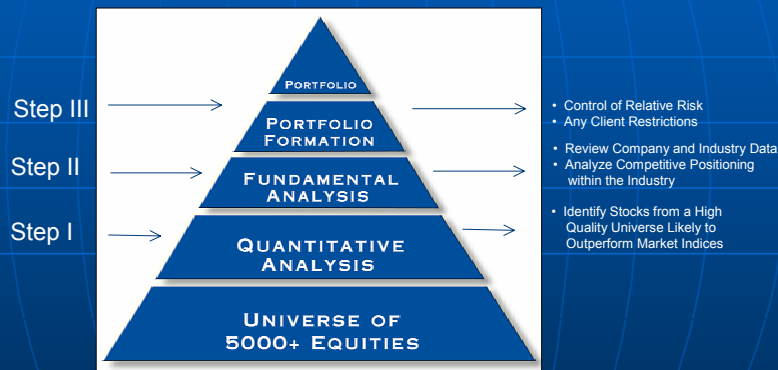 PORTFOLIO
Step III
PORTFOLIO
FORMATION
• Control of Relative Risk
• Any Client Restrictions
Step II
FUNDAMENTAL
ANALYSIS
• Review Company and Industry Data
• Analyze Competitive Positioning
within the Industry
Step I
QUANTITATIVE
ANALYSIS
• Identify Stocks from a High
Quality Universe Likely to
Outperform Market Indices
UNIVERSE OF
5000+ EQUITIES